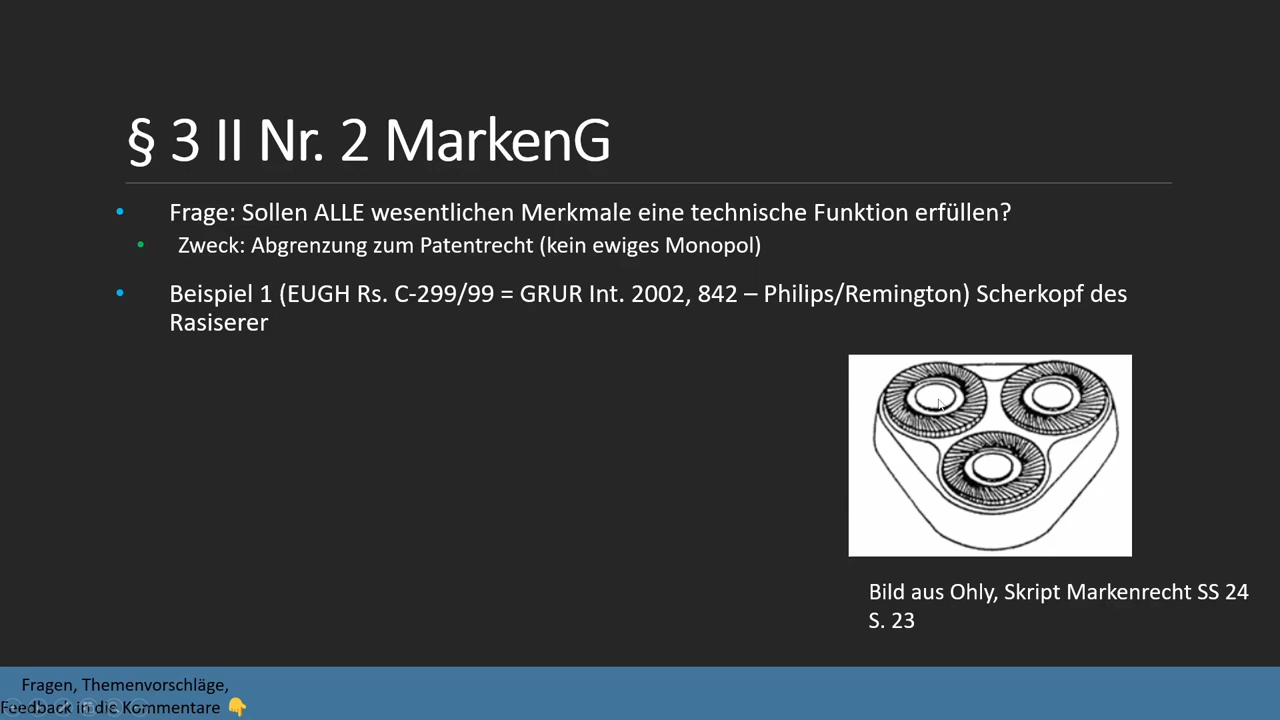 § 3 II Nr. 2 MarkenG
Frage: Sollen ALLE wesentlichen Merkmale eine technische Funktion erfüllen?
Zweck: Abgrenzung zum Patentrecht (kein ewiges Monopol)
Beispiel 1 (EUGH Rs. C-299/99 = GRUR Int. 2002, 842 – Philips/Remington) Scherkopf des
Rasiserer
Bild aus Ohly, Skript Markenrecht SS 24
S. 23
Fragen, Themenvorschläge,
Feedback in die Kommentare 👇